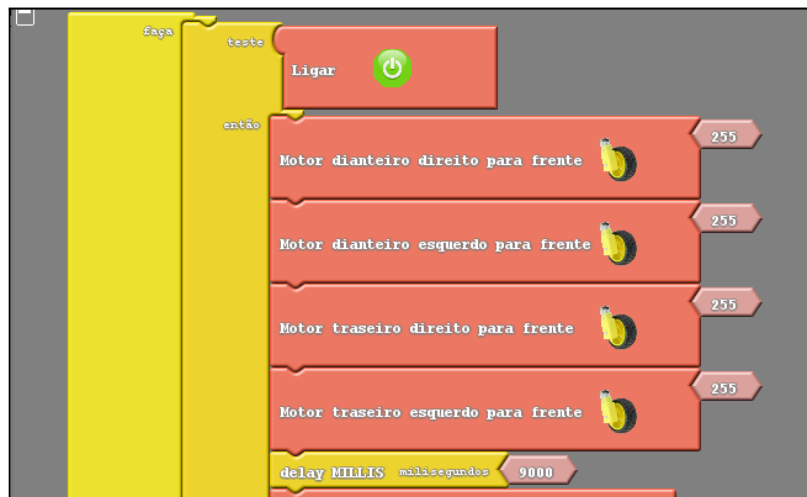 faça
teste
Ligar
então
Motor dianteiro direito para frente 255
Motor dianteiro esquerdo para frente 255
Motor traseiro direito para frente 255
Motor traseiro esquerdo para frente 255
delay MILLIS milisegundos 9000